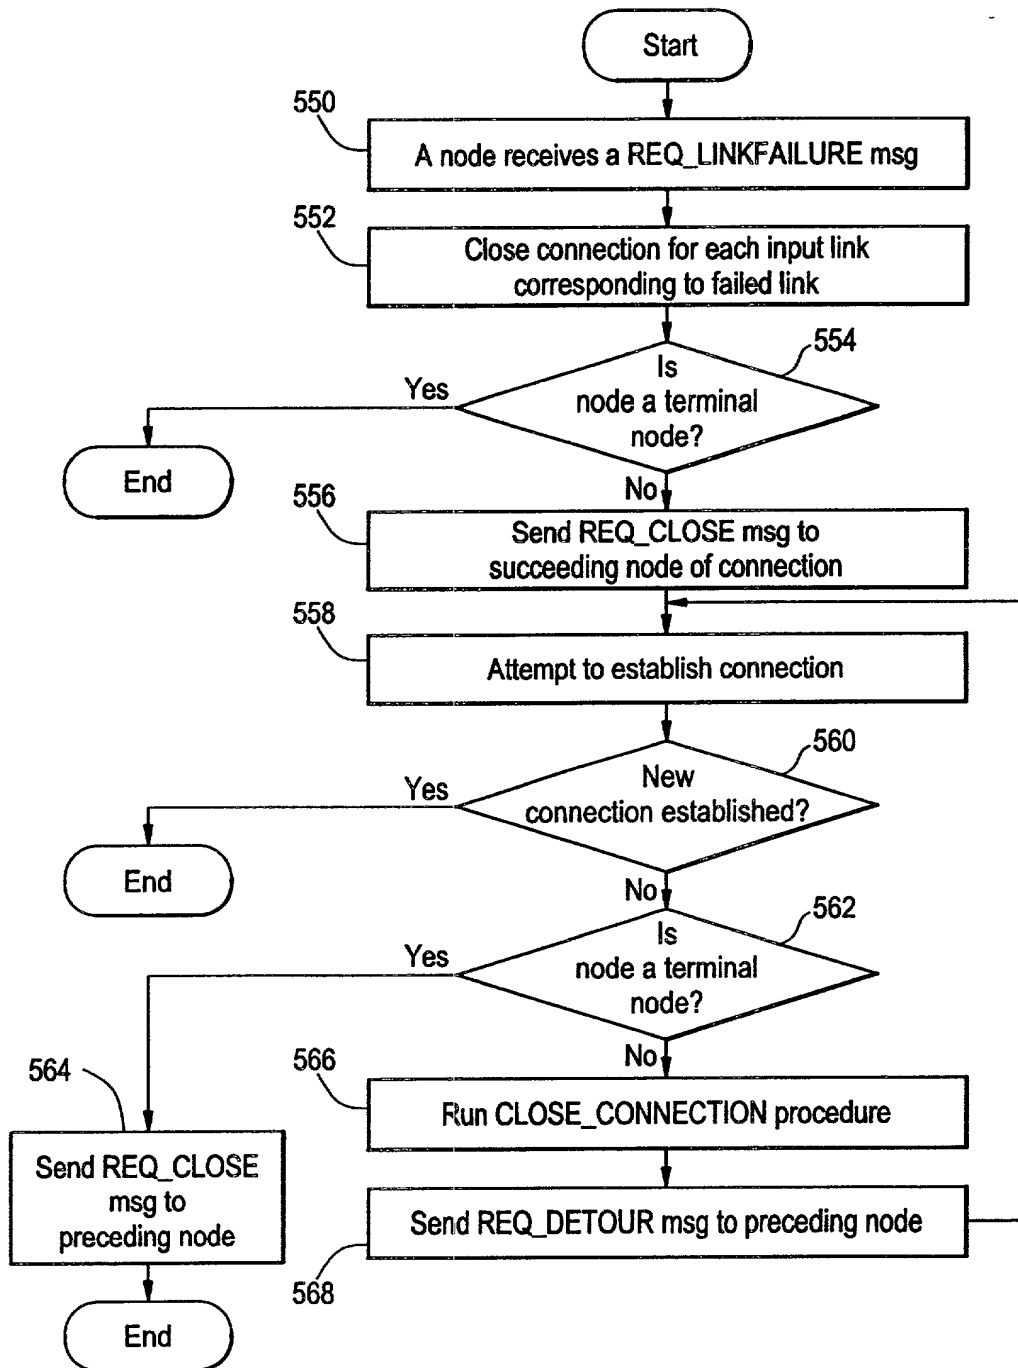 Start
550
A node receives a REQ_LINKFAILURE msg
552
Close connection for each input link
corresponding to failed link
554
Is
node a terminal
node?
Yes
End
No
556
Send REQ_CLOSE msg to
succeeding node of connection
558
Attempt to establish connection
560
New
connection established?
Yes
End
No
562
Is
node a terminal
node?
Yes
No
564
Send REQ_CLOSE
msg to
preceding node
End
566
Run CLOSE_CONNECTION procedure
Send REQ_DETOUR msg to preceding node
568